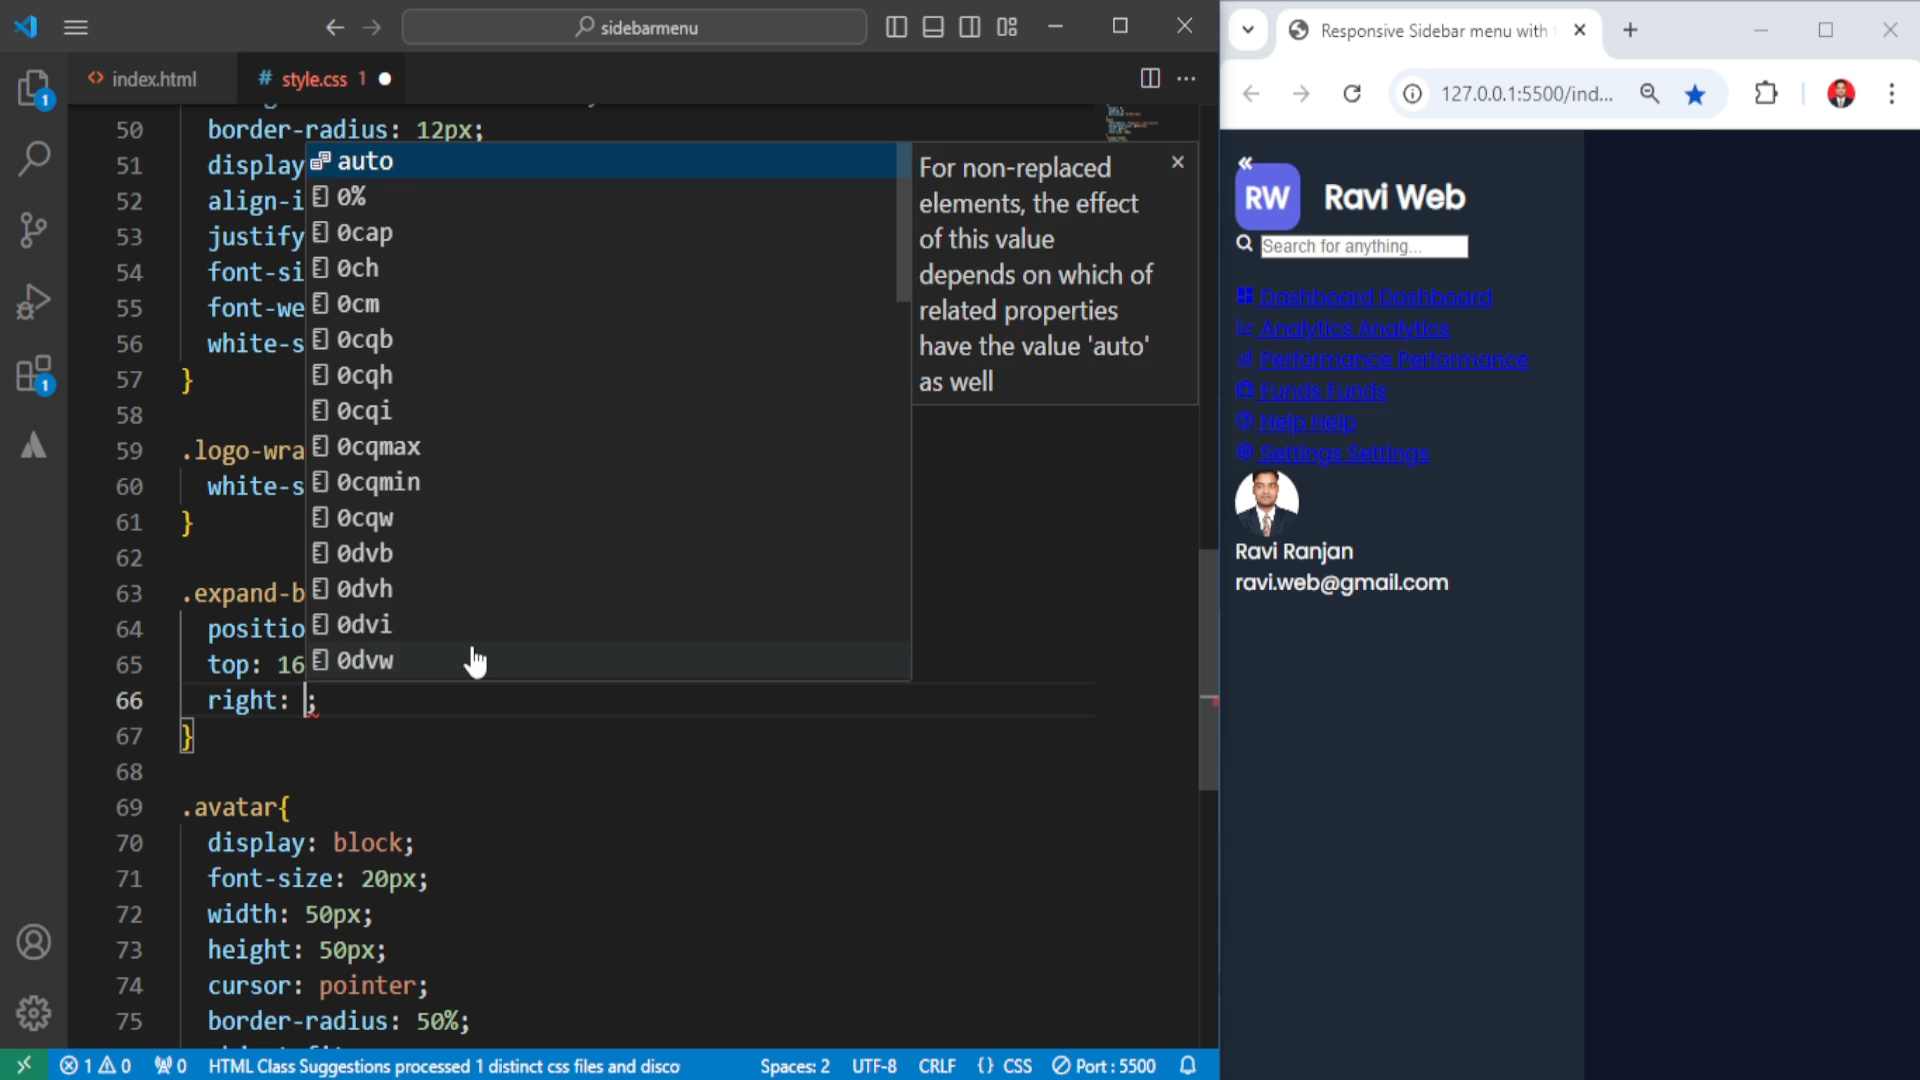 sidebarmenu
index.html
# style.css 1
50 border-radius: 12px;
51 display
52 align-i
53 justify
54 font-si
55 font-we
56 white-s
57 }
58
59 .logo-wra
60 white-s
61 }
62
63 .expand-b
64 positio
65 top: 16
66 right: ;
67 }
68
69 .avatar{
70 display: block;
71 font-size: 20px;
72 width: 50px;
73 height: 50px;
74 cursor: pointer;
75 border-radius: 50%;
auto
0%
0cap
0ch
0cm
0cqb
0cqh
0cqi
0cqmax
0cqmin
0cqw
0dvb
0dvh
0dvi
0dvw
For non-replaced
elements, the effect
of this value
depends on which of
related properties
have the value 'auto'
as well
1
1
1 0 0 HTML Class Suggestions processed 1 distinct css files and disco Spaces: 2 UTF-8 CRLF {} CSS Port : 5500
Responsive Sidebar menu with
127.0.0.1:5500/ind...
«
RW Ravi Web
Search for anything...
Dashboard Dashboard
Analytics Analytics
Performance Performance
Funds Funds
Help Help
Settings Settings
Ravi Ranjan
ravi.web@gmail.com